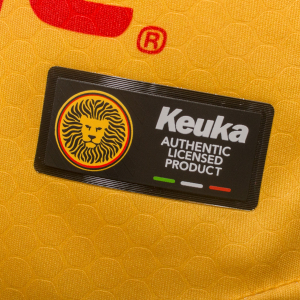 ®
Keuka
AUTHENTIC
LICENSED
PRODUCT